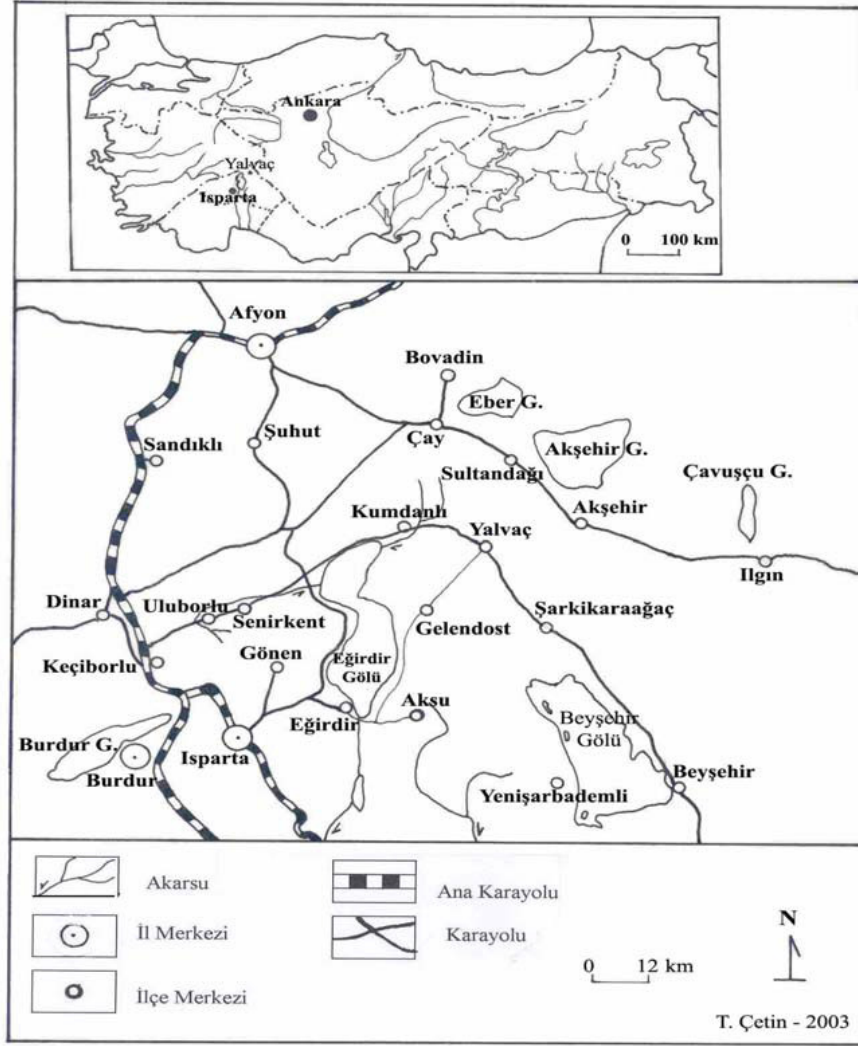 Ankara
Yalvaç
Isparta
0 100 km
Afyon
Bovadin
Eber G.
Şuhut
Çay
Sandıklı
Akşehir G.
Sultandağı
Çavuşçu G.
Kumdanlı
Akşehir
Yalvaç
Ilgın
Dinar
Uluborlu
Senirkent
Gelendost
Şarkikaraağaç
Keçiborlu
Gönen
Eğirdir
Gölü
Aksu
Eğirdir
Beyşehir
Gölü
Burdur G.
Isparta
Burdur
Beyşehir
Yenişarbademli
Akarsu
Ana Karayolu
İl Merkezi
Karayolu
N
0 12 km
İlçe Merkezi
T. Çetin - 2003